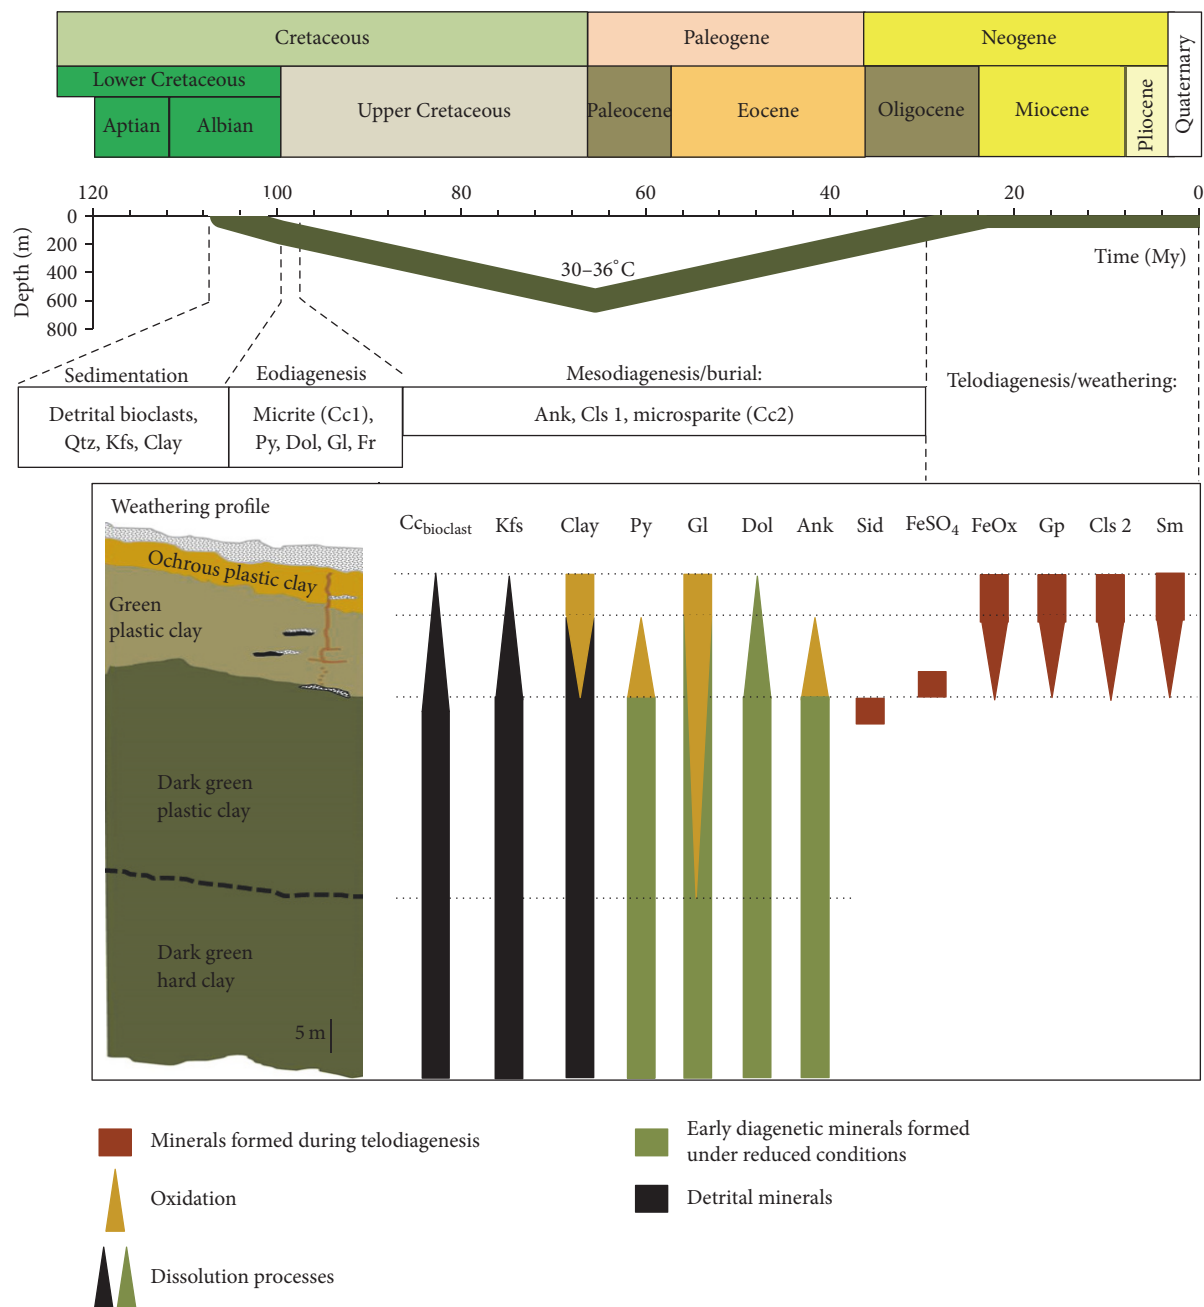 Cretaceous
Paleogene
Neogene
Quaternary
Lower Cretaceous
Upper Cretaceous
Paleocene
Eocene
Oligocene
Miocene
Pliocene
Aptian
Albian
120
100
80
60
40
20
0
0
200
400
600
800
Depth (m)
30–36°C
Time (My)
Sedimentation
Detrital bioclasts,
Qtz, Kfs, Clay
Eodiagenesis
Micrite (Cc1),
Py, Dol, Gl, Fr
Mesodiagenesis/burial:
Ank, Cls 1, microsparite (Cc2)
Telodiagenesis/weathering:
Weathering profile
Ochrous plastic clay
Green
plastic clay
Dark green
plastic clay
Dark green
hard clay
5 m
Cc bioclast
Kfs
Clay
Py
Gl
Dol
Ank
Sid
FeSO4
FeOx
Gp
Cls 2
Sm
Minerals formed during telodiagenesis
Oxidation
Dissolution processes
Early diagenetic minerals formed
under reduced conditions
Detrital minerals